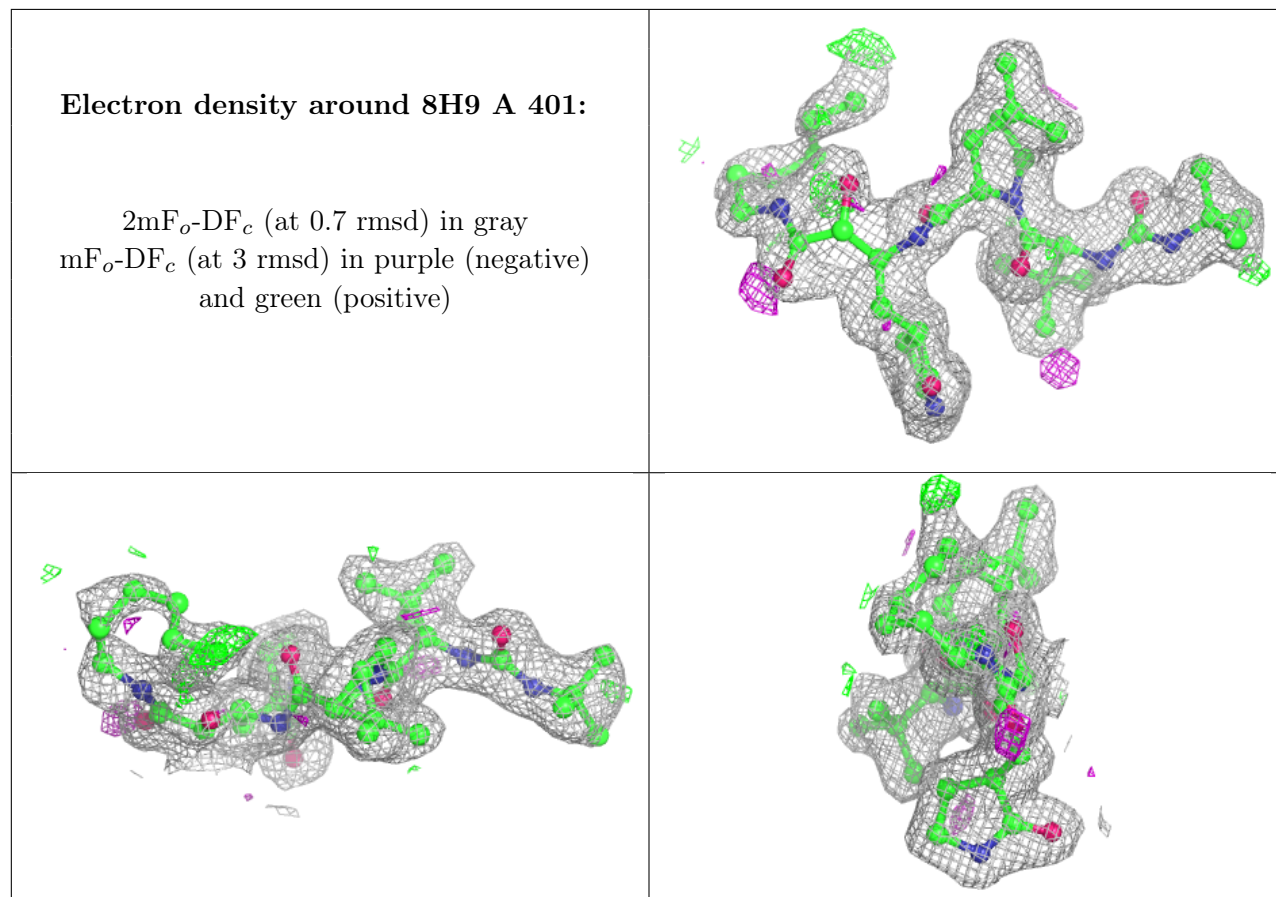 Electron density around 8H9 A 401:
2mFo-DFc (at 0.7 rmsd) in gray
mFo-DFc (at 3 rmsd) in purple (negative)
and green (positive)